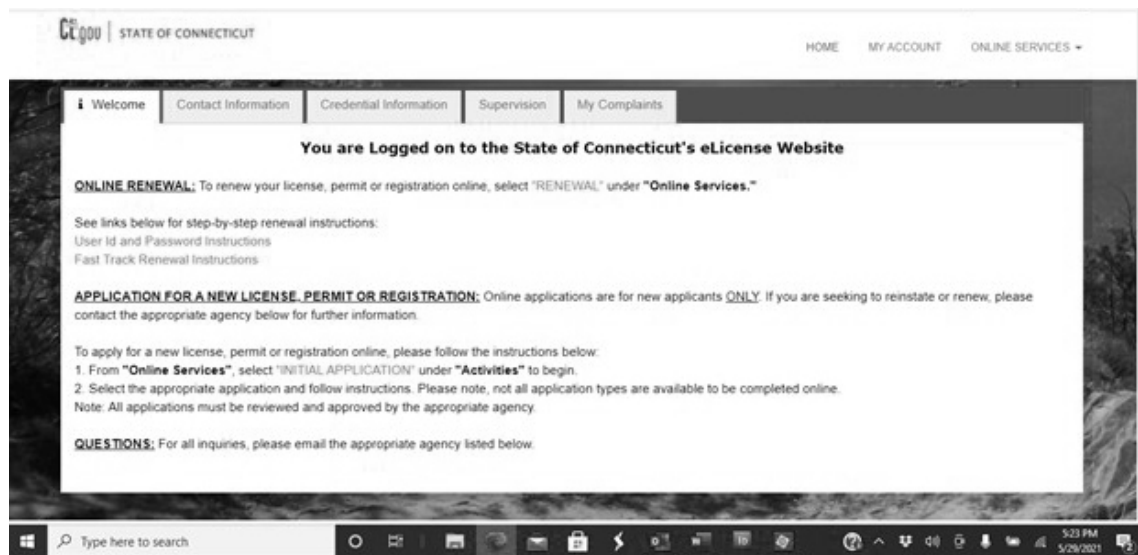 CT.gov | STATE OF CONNECTICUT
HOME MY ACCOUNT ONLINE SERVICES
i Welcome Contact Information Credential Information Supervision My Complaints
You are Logged on to the State of Connecticut's eLicense Website
ONLINE RENEWAL: To renew your license, permit or registration online, select "RENEWAL" under "Online Services."
See links below for step-by-step renewal instructions:
User Id and Password Instructions
Fast Track Renewal Instructions
APPLICATION FOR A NEW LICENSE, PERMIT OR REGISTRATION: Online applications are for new applicants ONLY. If you are seeking to reinstate or renew, please
contact the appropriate agency below for further information.
To apply for a new license, permit or registration online, please follow the instructions below:
1. From "Online Services", select "INITIAL APPLICATION" under "Activities" to begin.
2. Select the appropriate application and follow instructions. Please note, not all application types are available to be completed online.
Note: All applications must be reviewed and approved by the appropriate agency.
QUESTIONS: For all inquiries, please email the appropriate agency listed below.
Type here to search
5:23 PM
5/29/2021